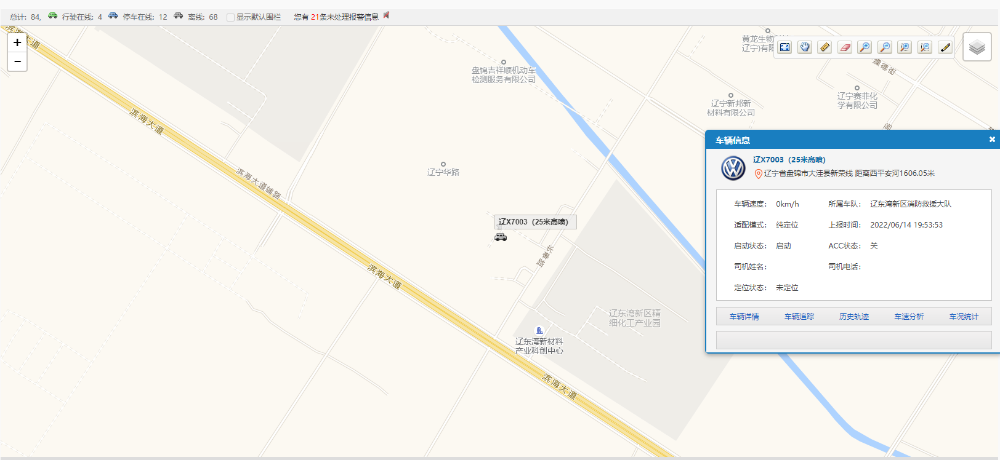 总计: 84, 行驶在线: 4 停车在线: 12 离线: 68 显示默认围栏 您有 21条未处理报警信息
滨海大道
+
−
黄龙生物
辽宁)有限
碟德街
盘锦吉祥顺机动车
检测服务有限公司
辽宁新邦新
材料有限公司
辽宁赛菲化
学有限公司
滨海大道
滨海大道辅路
辽宁华路
辽X7003（25米高喷）
长春路
滨海大道
辽东湾新区精
细化工产业园
辽东湾新材料
产业科创中心
滨海大道
车辆信息
辽X7003（25米高喷）
辽宁省盘锦市大洼县新荣线 距离西平安河1606.05米
车辆速度: 0km/h 所属车队: 辽东湾新区消防救援大队
适配模式: 纯定位 上报时间: 2022/06/14 19:53:53
启动状态: 启动 ACC状态: 关
司机姓名: 司机电话:
定位状态: 未定位
车辆详情 车辆追踪 历史轨迹 车速分析 车况统计